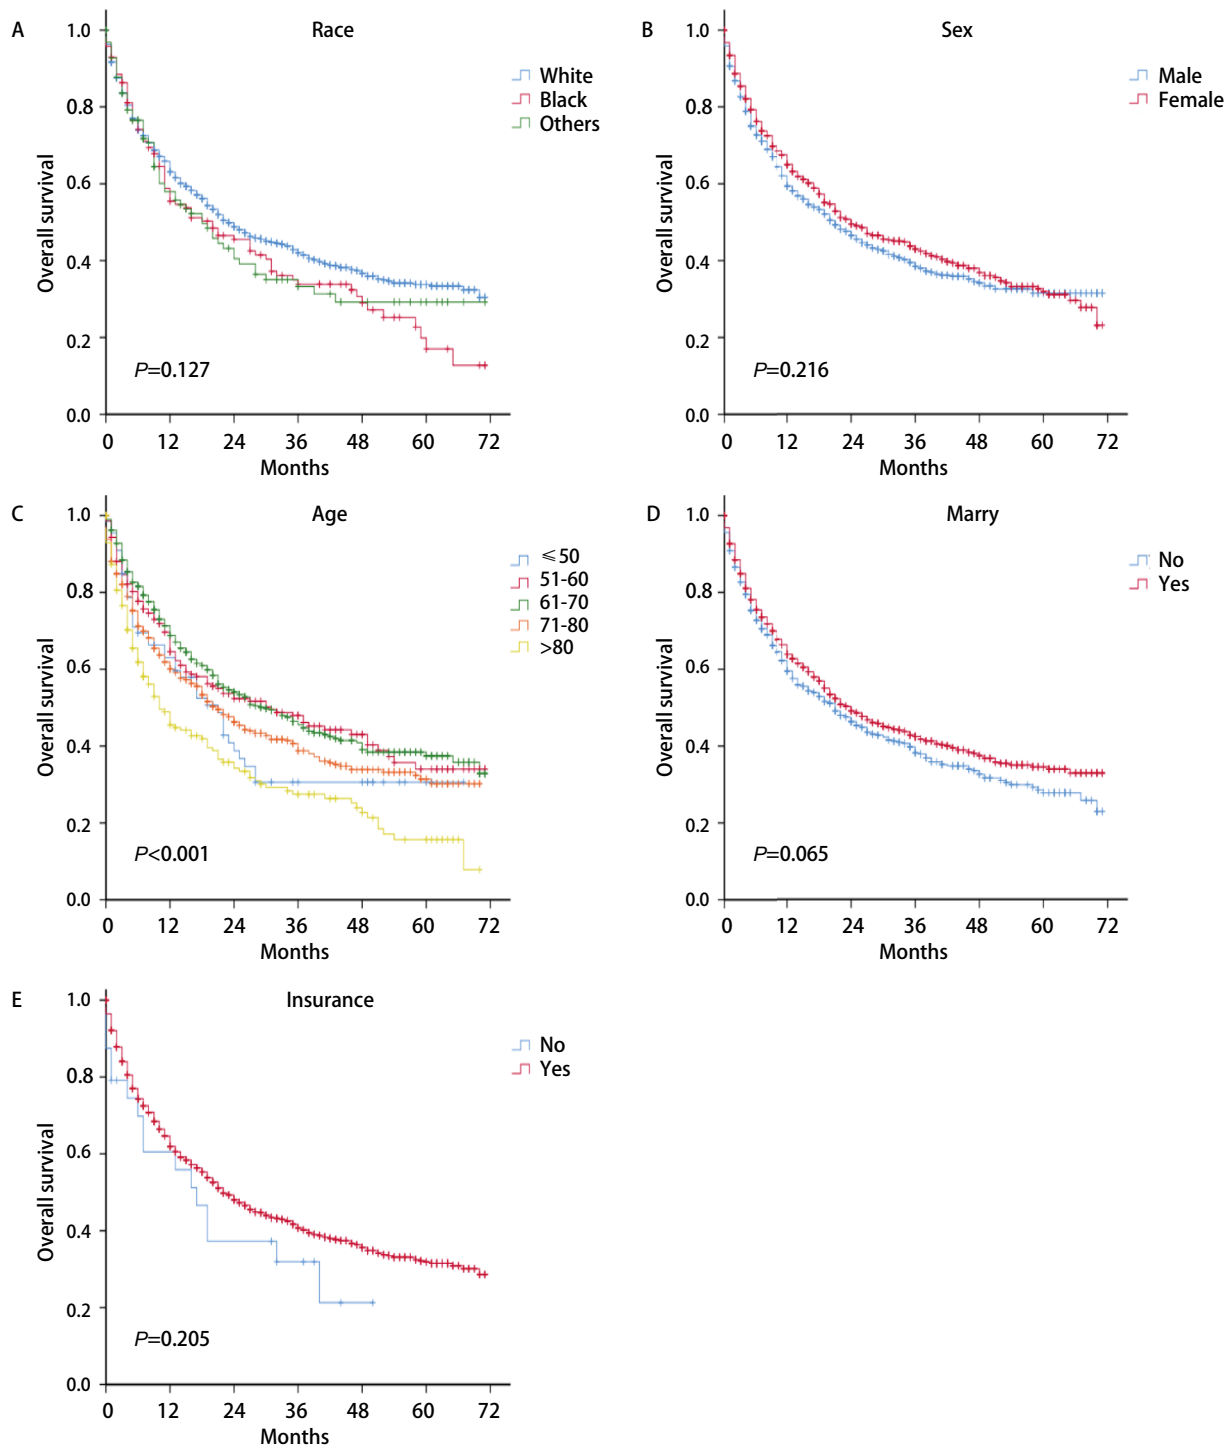 A
Race
1.0
0.8
0.6
0.4
0.2
0.0
Overall survival
White
Black
Others
P=0.127
0 12 24 36 48 60 72
Months
B
Sex
1.0
0.8
0.6
0.4
0.2
0.0
Overall survival
Male
Female
P=0.216
0 12 24 36 48 60 72
Months
C
Age
1.0
0.8
0.6
0.4
0.2
0.0
Overall survival
⩽50
51-60
61-70
71-80
>80
P<0.001
0 12 24 36 48 60 72
Months
D
Marry
1.0
0.8
0.6
0.4
0.2
0.0
Overall survival
No
Yes
P=0.065
0 12 24 36 48 60 72
Months
E
Insurance
1.0
0.8
0.6
0.4
0.2
0.0
Overall survival
No
Yes
P=0.205
0 12 24 36 48 60 72
Months